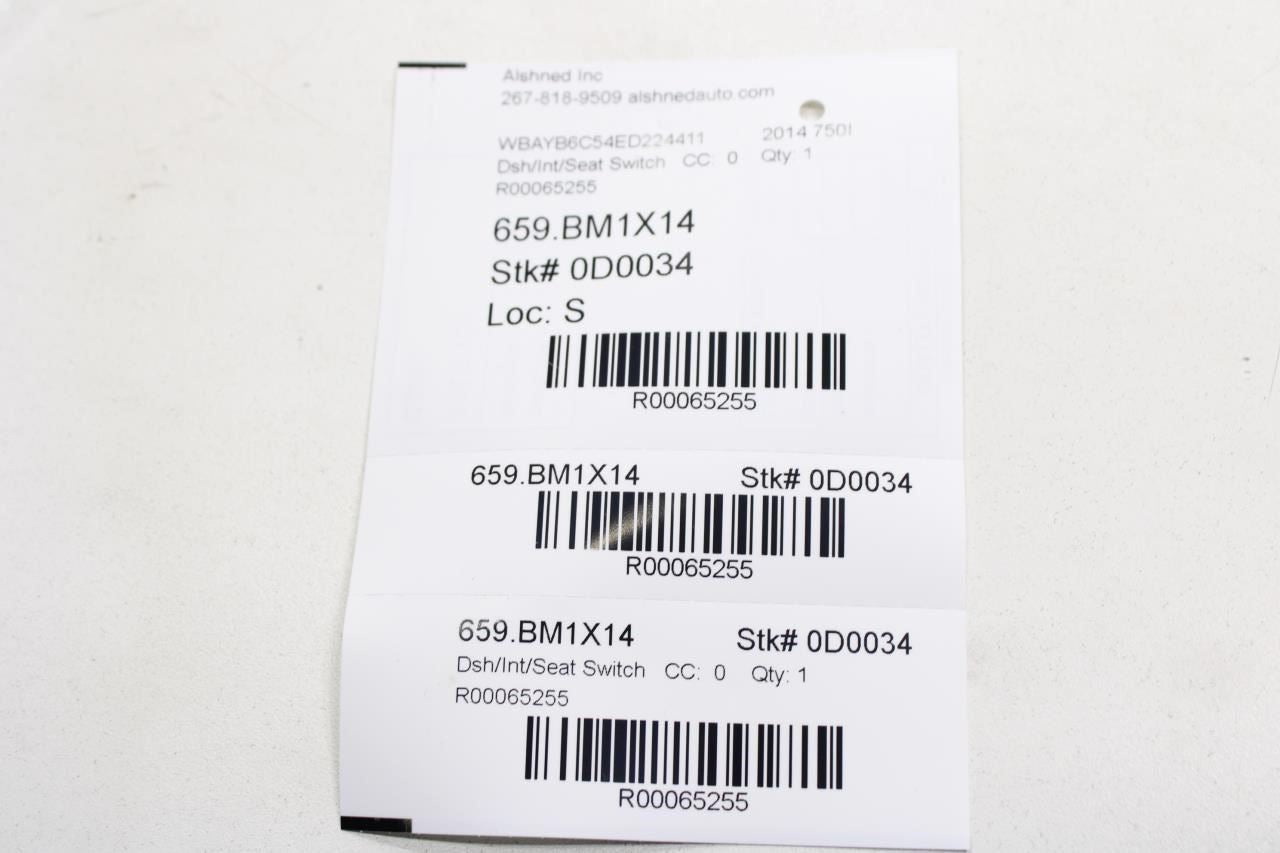 Alshned Inc
267-818-9509 alshnedauto.com
WBAYB6C54ED224411 2014 750I
Dsh/Int/Seat Switch CC: 0 Qty: 1
R00065255
659.BM1X14
Stk# 0D0034
Loc: S
R00065255
659.BM1X14 Stk# 0D0034
R00065255
659.BM1X14 Stk# 0D0034
Dsh/Int/Seat Switch CC: 0 Qty: 1
R00065255
R00065255